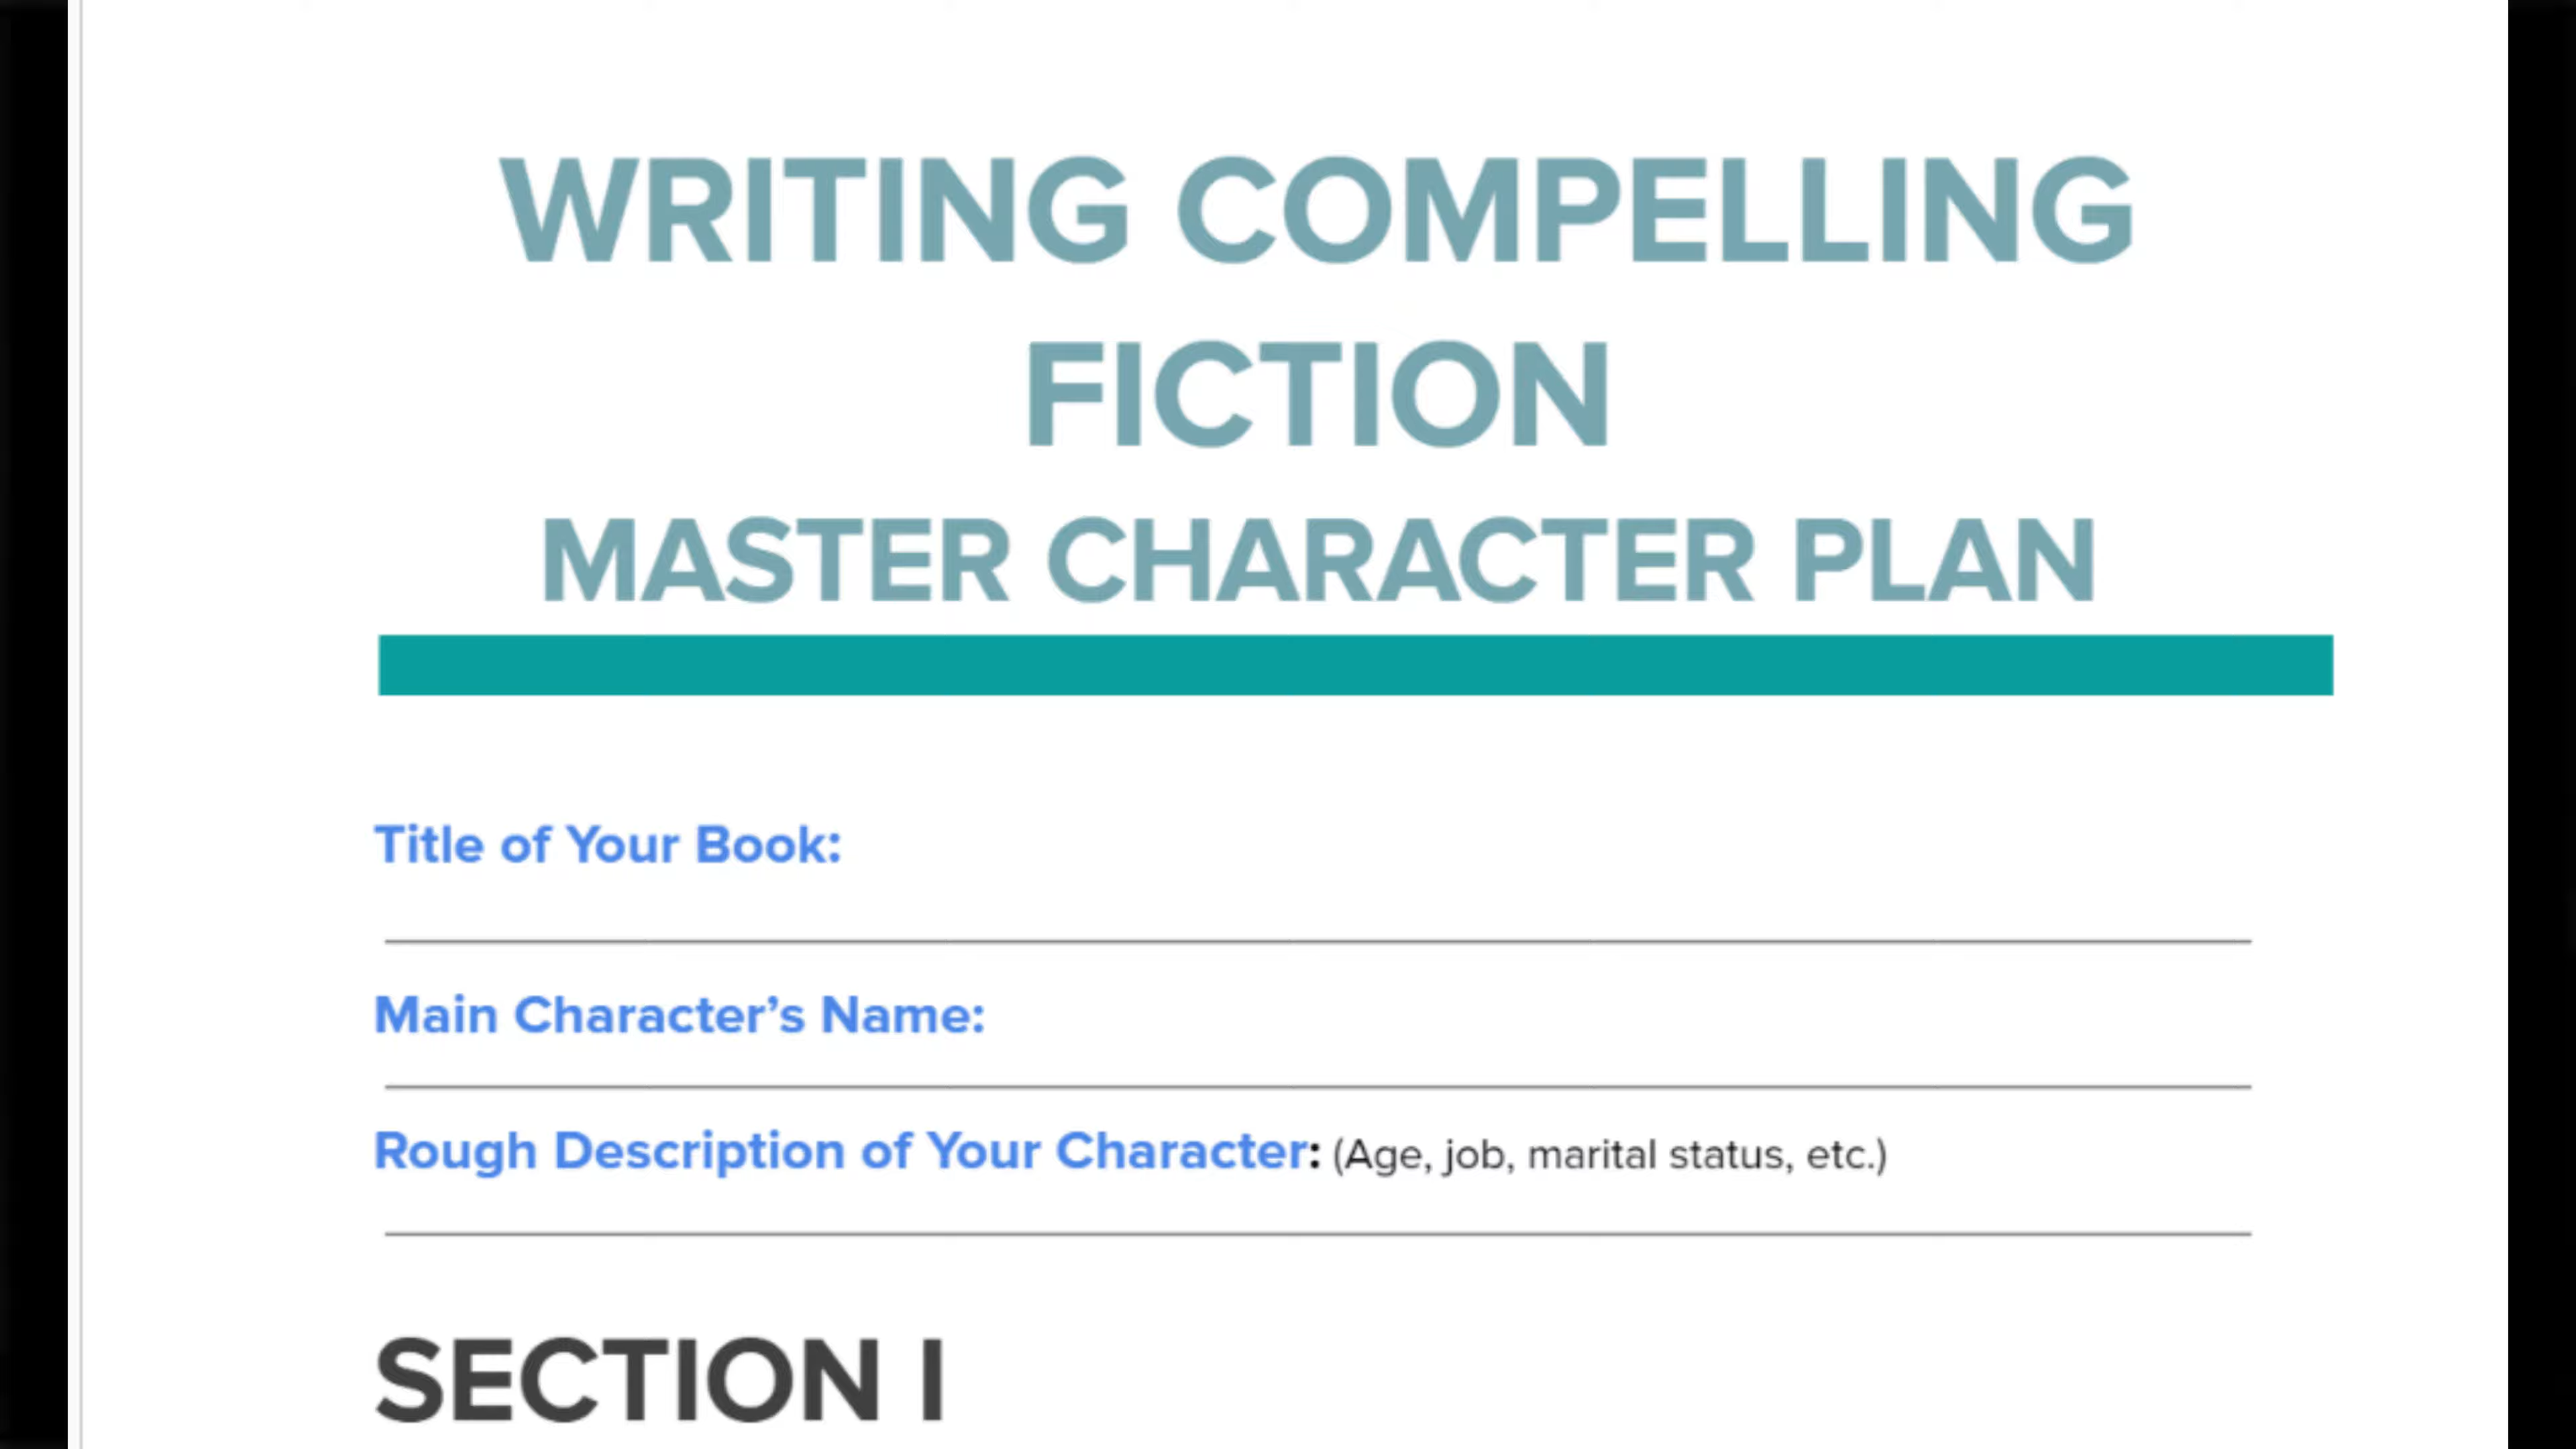 WRITING COMPELLING
FICTION
MASTER CHARACTER PLAN
Title of Your Book:
Main Character’s Name:
Rough Description of Your Character: (Age, job, marital status, etc.)
SECTION I